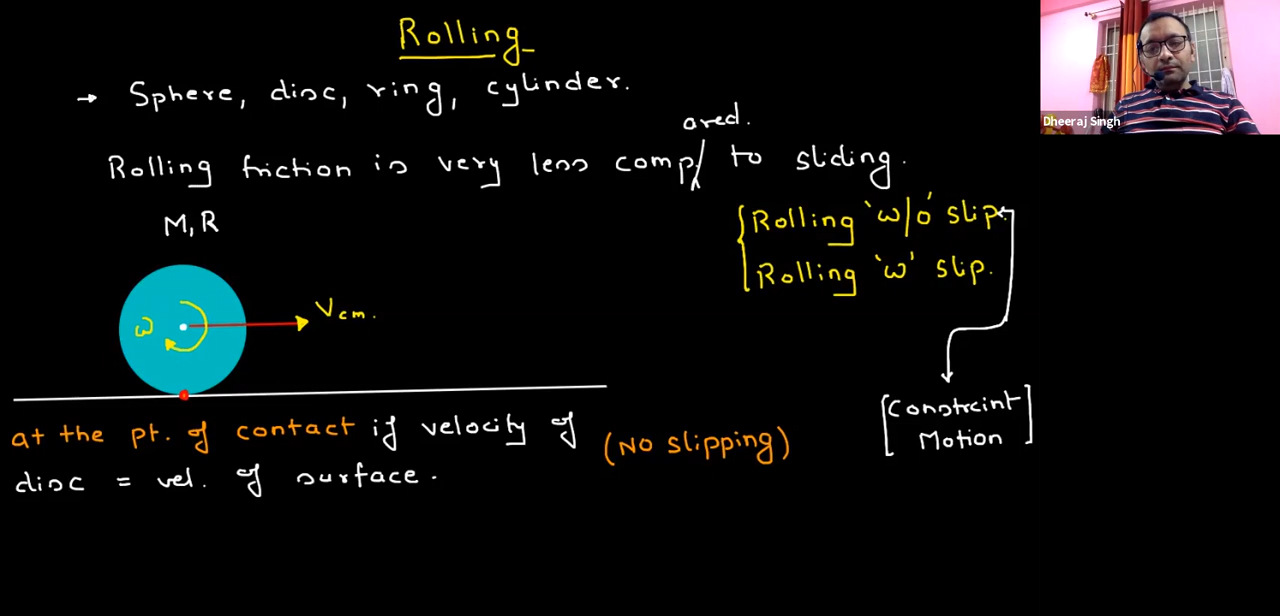 Rolling
→ Sphere, disc, ring, cylinder.
ared.
Rolling friction is very less comp/ to sliding.
M, R
Rolling 'w/o' slip.
Rolling 'w' slip.
ω
Vcm.
Dheeraj Singh
at the pt. of contact if velocity of
disc = vel. of surface.
(No slipping)
[Constraint
Motion]